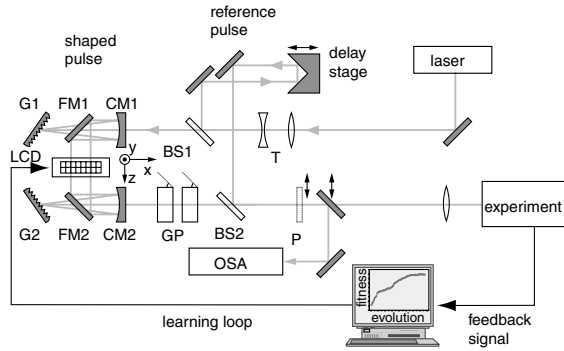 reference
pulse
shaped
pulse
delay
stage
laser
G1
FM1
CM1
LCD
BS1
T
y
x
z
G2
FM2
CM2
GP
BS2
P
experiment
OSA
fitness
evolution
learning loop
feedback
signal